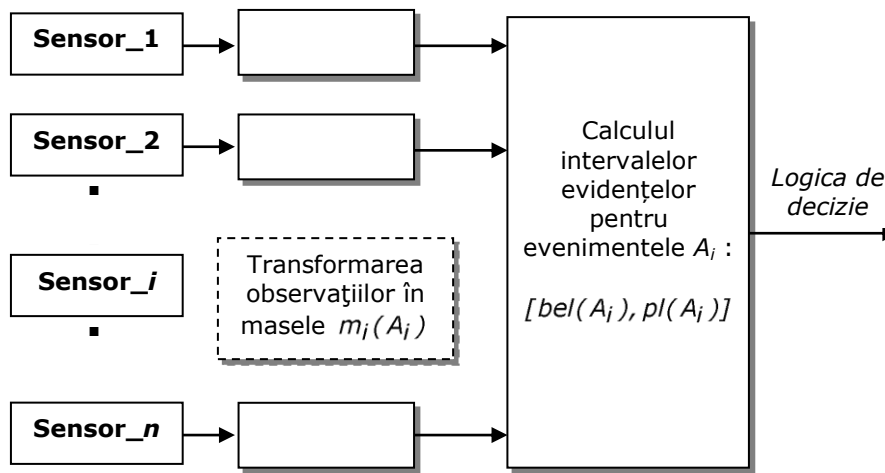 Sensor_1
Sensor_2
Sensor_i
Sensor_n
Transformarea
observaţiilor în
masele m_i(A_i)
Calculul
intervalelor
evidențelor
pentru
evenimentele A_i :
[bel(A_i), pl(A_i)]
Logica de
decizie